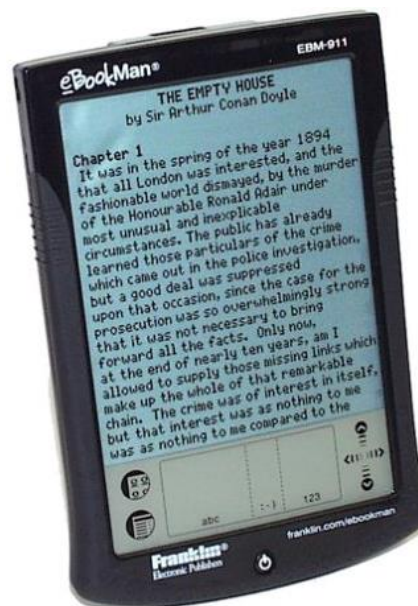 eBookMan®
EBM-911
THE EMPTY HOUSE
by Sir Arthur Conan Doyle
Chapter 1
It was in the spring of the year 1894
that all London was interested, and the
fashionable world dismayed, by the murder
of the Honourable Ronald Adair under
most unusual and inexplicable
circumstances. The public has already
learned those particulars of the crime
which came out in the police investigation,
but a good deal was suppressed
upon that occasion, since the case for the
prosecution was so overwhelmingly strong
that it was not necessary to bring
forward all the facts. Only now,
at the end of nearly ten years, am I
allowed to supply those missing links which
make up the whole of that remarkable
chain. The crime was of interest in itself,
but that interest was as nothing to me
was as nothing to me compared to the
abc
:-)
123
Franklin®
Electronic Publishers
franklin.com/ebookman